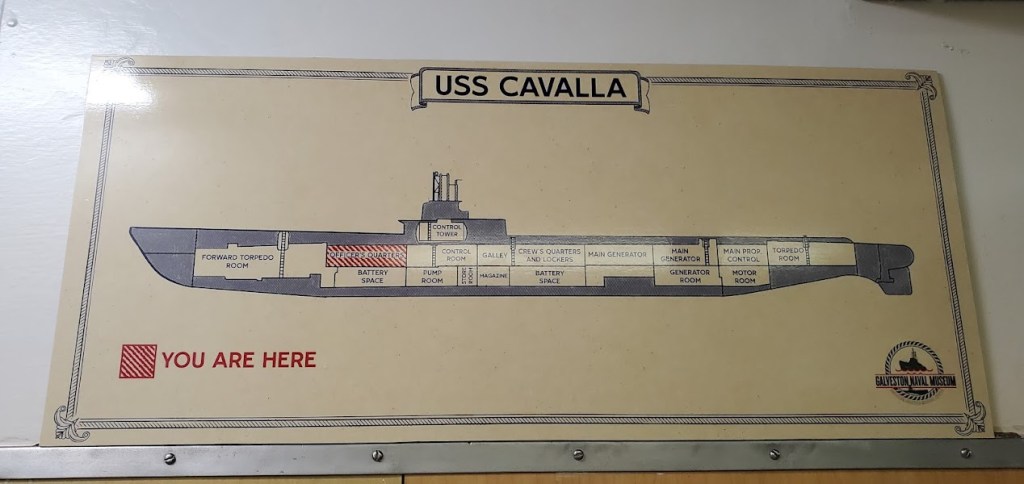 USS CAVALLA
CONTROL
TOWER
FORWARD TORPEDO
ROOM
OFFICER'S QUARTERS
CONTROL
ROOM
GALLEY
CREW'S QUARTERS
AND LOCKERS
MAIN GENERATOR
MAIN
GENERATOR
MAIN PROP.
CONTROL
TORPEDO
ROOM
BATTERY
SPACE
PUMP
ROOM
STORE
ROOM
MAGAZINE
BATTERY
SPACE
GENERATOR
ROOM
MOTOR
ROOM
YOU ARE HERE
GALVESTON NAVAL MUSEUM